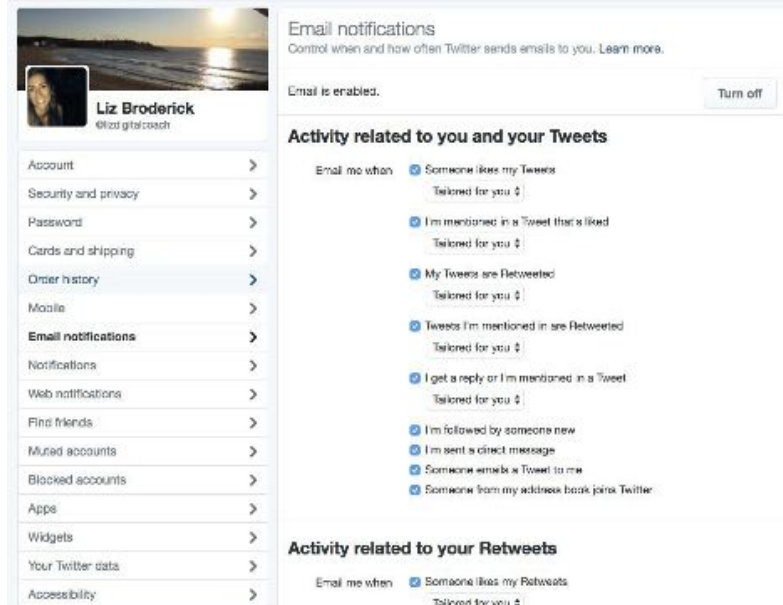 Liz Broderick
@lizdigitalcoach
Account
Security and privacy
Password
Cards and shipping
Order history
Mobile
Email notifications
Notifications
Web notifications
Find friends
Muted accounts
Blocked accounts
Apps
Widgets
Your Twitter data
Accessibility
Email notifications
Control when and how often Twitter sends emails to you. Learn more.
Email is enabled.
Turn off
Activity related to you and your Tweets
Email me when
Someone likes my Tweets
Tailored for you
I'm mentioned in a Tweet that's liked
Tailored for you
My Tweets are Retweeted
Tailored for you
Tweets I'm mentioned in are Retweeted
Tailored for you
I get a reply or I'm mentioned in a Tweet
Tailored for you
I'm followed by someone new
I'm sent a direct message
Someone emails a Tweet to me
Someone from my address book joins Twitter
Activity related to your Retweets
Email me when
Someone likes my Retweets
Tailored for you